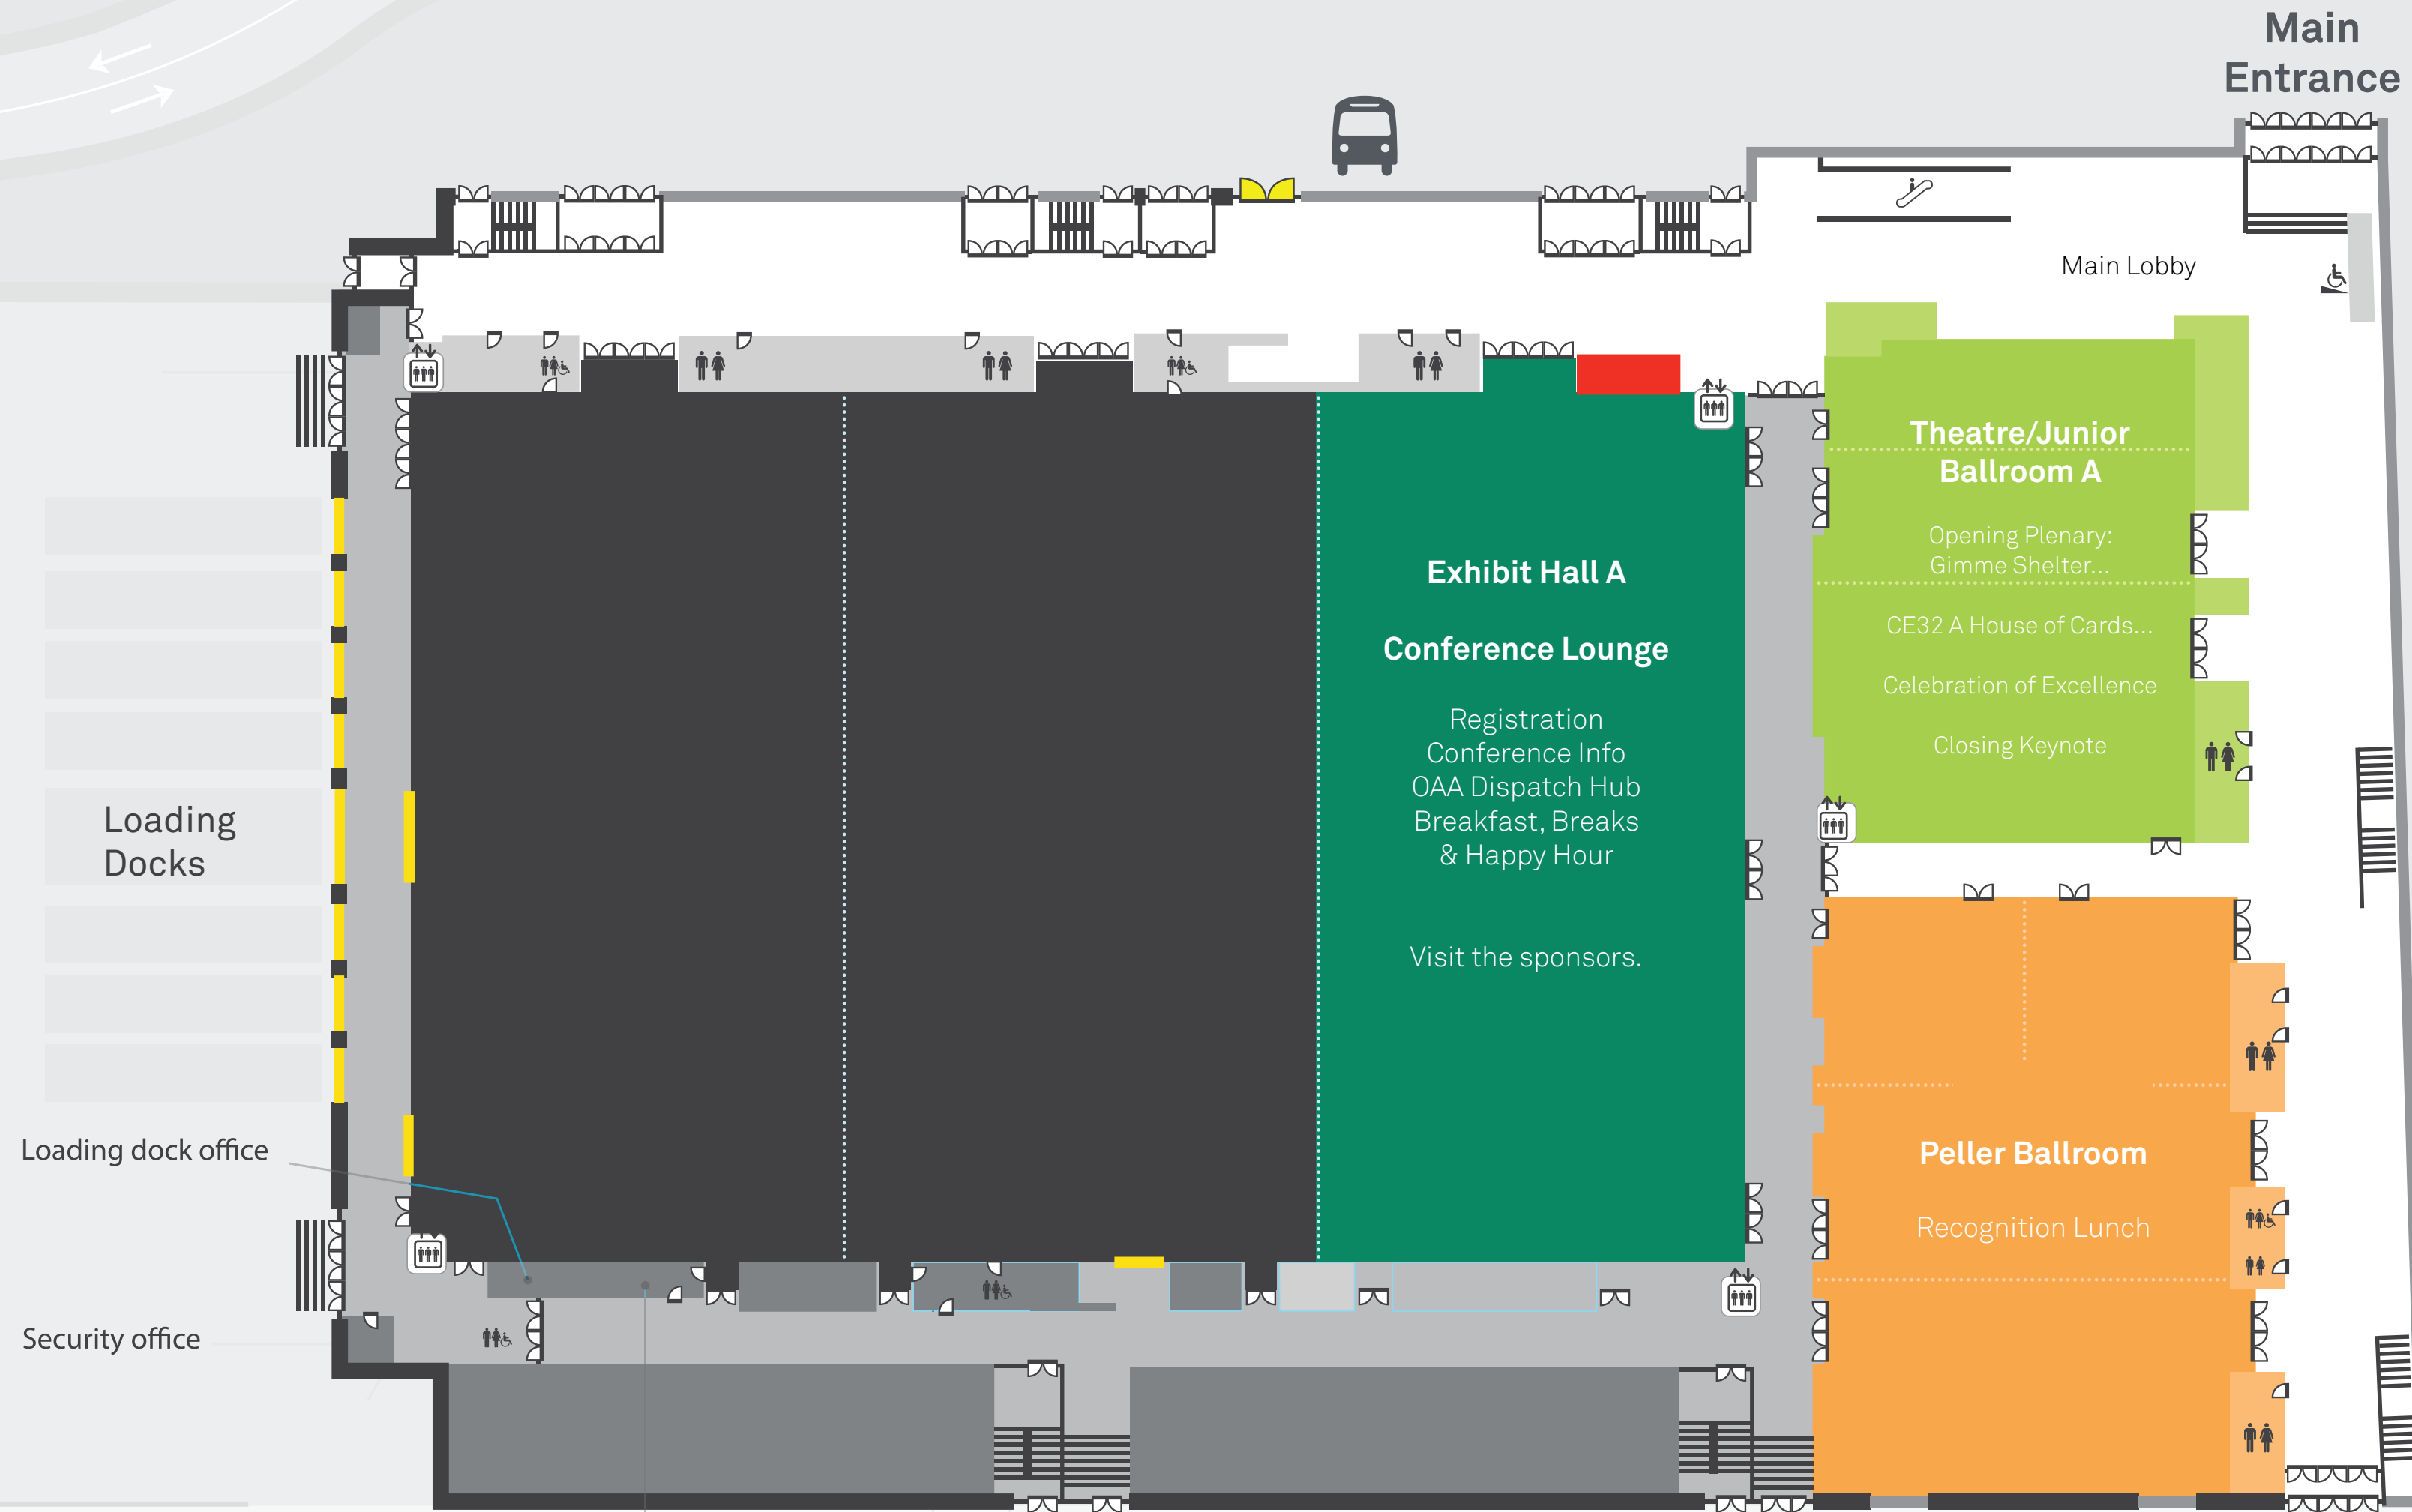 Main
Entrance
Main Lobby
Theatre/Junior
Ballroom A
Opening Plenary:
Gimme Shelter...
CE32 A House of Cards...
Celebration of Excellence
Closing Keynote
Exhibit Hall A
Conference Lounge
Registration
Conference Info
OAA Dispatch Hub
Breakfast, Breaks
& Happy Hour
Visit the sponsors.
Loading
Docks
Loading dock office
Security office
Peller Ballroom
Recognition Lunch